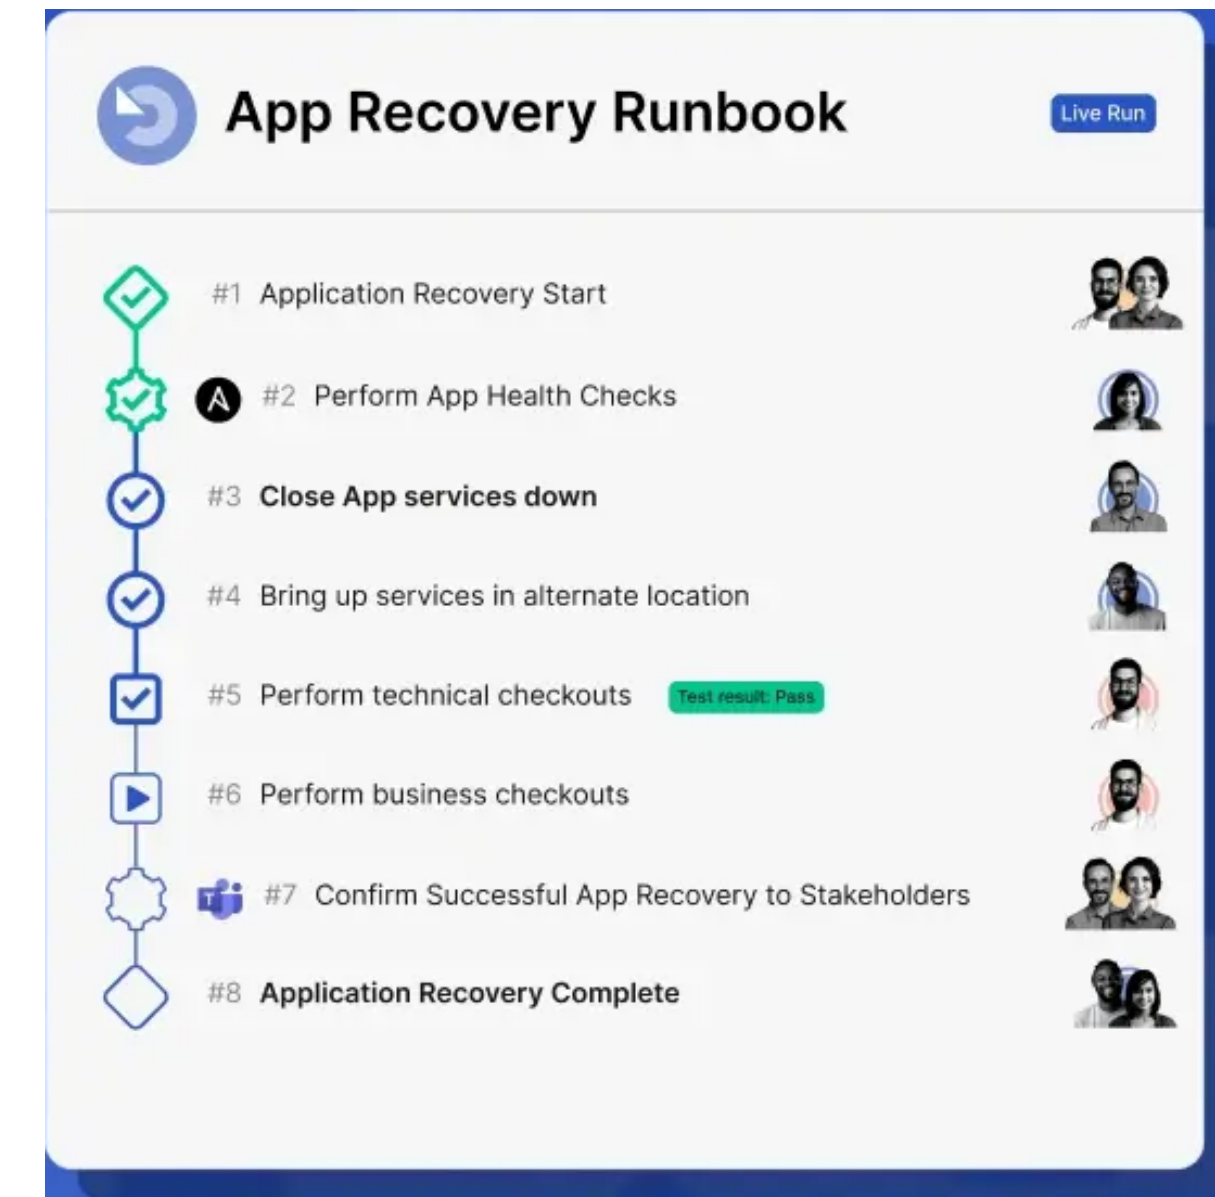 App Recovery Runbook
Live Run
#1 Application Recovery Start
#2 Perform App Health Checks
#3 Close App services down
#4 Bring up services in alternate location
#5 Perform technical checkouts Test result: Pass
#6 Perform business checkouts
#7 Confirm Successful App Recovery to Stakeholders
#8 Application Recovery Complete